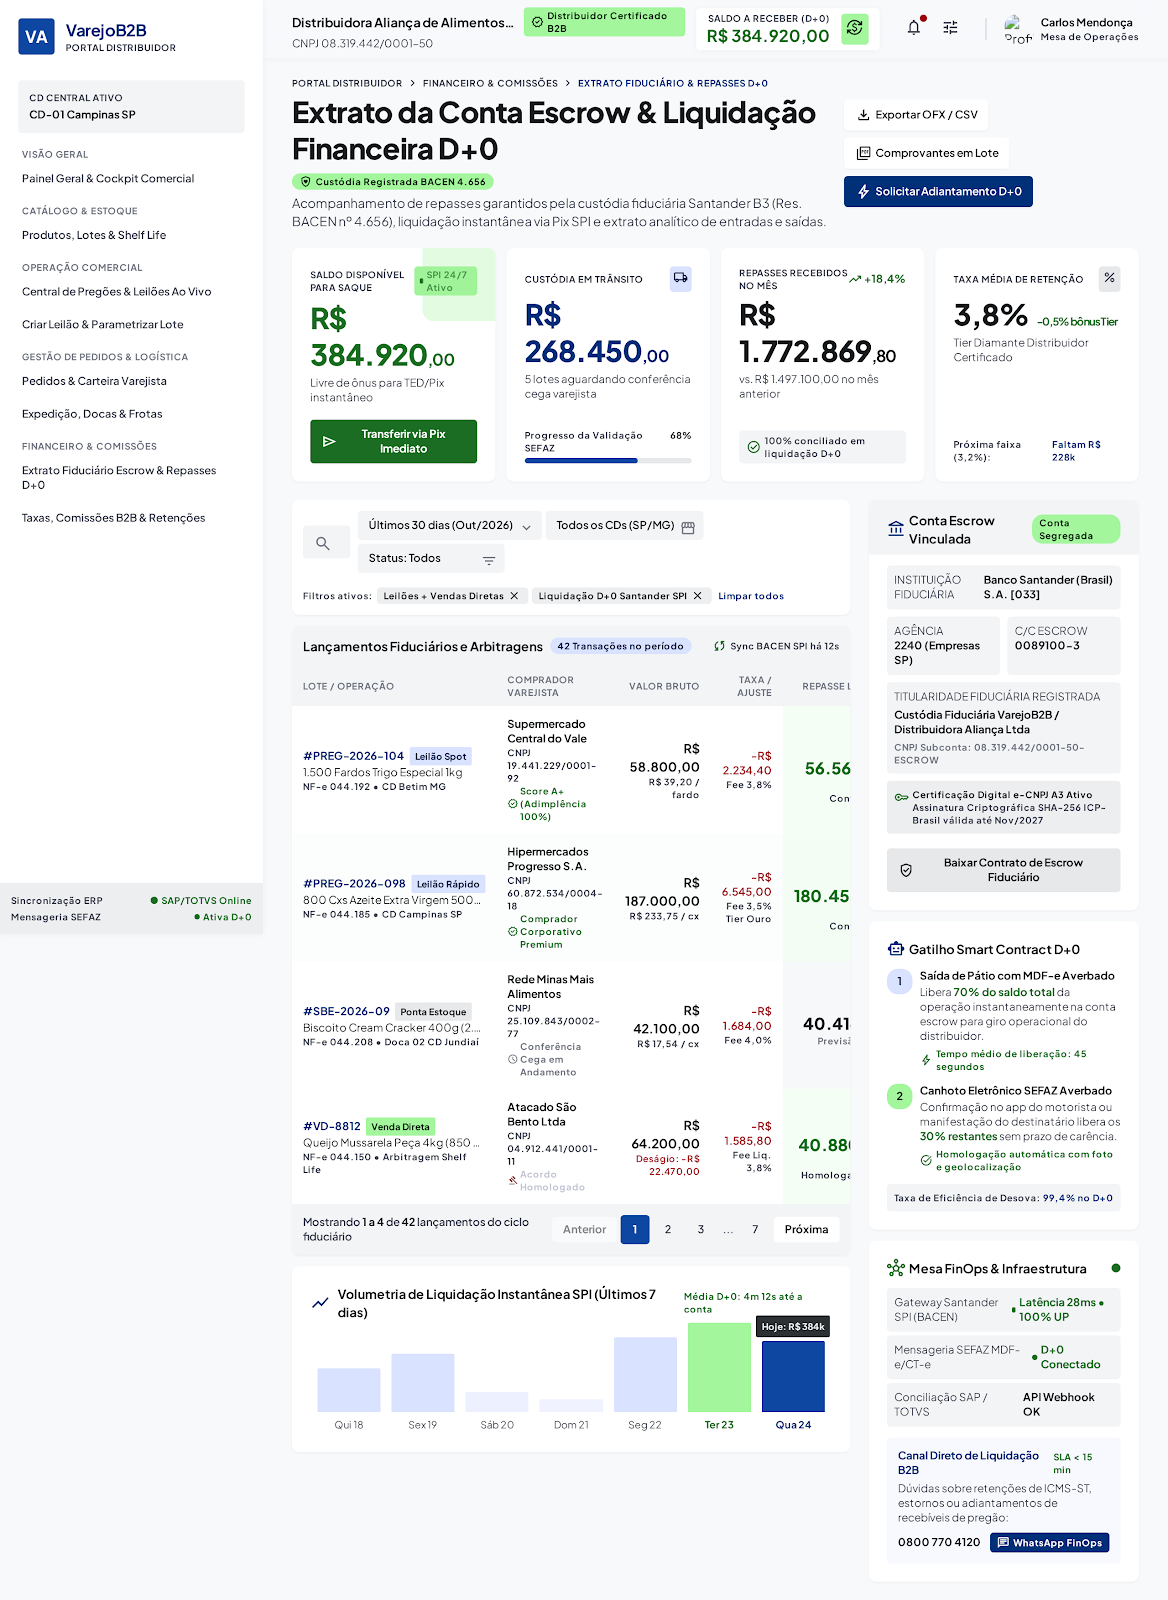 VA
VarejoB2B
PORTAL DISTRIBUIDOR
CD CENTRAL ATIVO
CD-01 Campinas SP
VISÃO GERAL
Painel Geral & Cockpit Comercial
CATÁLOGO & ESTOQUE
Produtos, Lotes & Shelf Life
OPERAÇÃO COMERCIAL
Central de Pregões & Leilões Ao Vivo
Criar Leilão & Parametrizar Lote
GESTÃO DE PEDIDOS & LOGÍSTICA
Pedidos & Carteira Varejista
Expedição, Docas & Frotas
FINANCEIRO & COMISSÕES
Extrato Fiduciário Escrow & Repasses
D+0
Taxas, Comissões B2B & Retenções
Sincronização ERP
SAP/TOTVS Online
Mensageria SEFAZ
Ativa D+0
Distribuidora Aliança de Alimentos...
CNPJ 08.319.442/0001-50
Distribuidor Certificado
B2B
SALDO A RECEBER (D+0)
R$ 384.920,00
Carlos Mendonça
Mesa de Operações
PORTAL DISTRIBUIDOR > FINANCEIRO & COMISSÕES > EXTRATO FIDUCIÁRIO & REPASSES D+0
Extrato da Conta Escrow & Liquidação
Financeira D+0
Custódia Registrada BACEN 4.656
Acompanhamento de repasses garantidos pela custódia fiduciária Santander B3 (Res.
BACEN nº 4.656), liquidação instantânea via Pix SPI e extrato analítico de entradas e saídas.
Exportar OFX / CSV
Comprovantes em Lote
Solicitar Adiantamento D+0
SALDO DISPONÍVEL
PARA SAQUE
SPI 24/7
Ativo
R$
384.920,00
Livre de ônus para TED/Pix
instantâneo
Transferir via Pix
Imediato
CUSTÓDIA EM TRÂNSITO
R$
268.450,00
5 lotes aguardando conferência
cega varejista
Progresso da Validação
SEFAZ
68%
REPASSES RECEBIDOS
NO MÊS
+18,4%
R$
1.772.869,80
vs. R$ 1.497.100,00 no mês
anterior
100% conciliado em
liquidação D+0
TAXA MÉDIA DE RETENÇÃO
3,8% -0,5% bônusTier
Tier Diamante Distribuidor
Certificado
Próxima faixa
(3,2%):
Faltam R$
228k
Últimos 30 dias (Out/2026)
Todos os CDs (SP/MG)
Status: Todos
Filtros ativos:
Leilões + Vendas Diretas
Liquidação D+0 Santander SPI
Limpar todos
Lançamentos Fiduciários e Arbitragens
42 Transações no período
Sync BACEN SPI há 12s
LOTE / OPERAÇÃO
COMPRADOR
VAREJISTA
VALOR BRUTO
TAXA /
AJUSTE
REPASSE L
#PREG-2026-104 Leilão Spot
1.500 Fardos Trigo Especial 1kg
NF-e 044.192 • CD Betim MG
Supermercado
Central do Vale
CNPJ
19.441.229/0001-
92
Score A+
(Adimplência
100%)
R$
58.800,00
R$ 39,20 /
fardo
-R$
2.234,40
Fee 3,8%
56.56
Con
#PREG-2026-098 Leilão Rápido
800 Cxs Azeite Extra Virgem 500...
NF-e 044.185 • CD Campinas SP
Hipermercados
Progresso S.A.
CNPJ
60.872.534/0004-
18
Comprador
Corporativo
Premium
R$
187.000,00
R$ 233,75 / cx
-R$
6.545,00
Fee 3,5%
Tier Ouro
180.45
Con
#SBE-2026-09 Ponta Estoque
Biscoito Cream Cracker 400g (2....
NF-e 044.208 • Doca 02 CD Jundiaí
Rede Minas Mais
Alimentos
CNPJ
25.109.843/0002-
77
Conferência
Cega em
Andamento
R$
42.100,00
R$ 17,54 / cx
-R$
1.684,00
Fee 4,0%
40.41
Previsã
#VD-8812 Venda Direta
Queijo Mussarela Peça 4kg (850 ...
NF-e 044.150 • Arbitragem Shelf
Life
Atacado São
Bento Ltda
CNPJ
04.912.441/0001-
11
Acordo
Homologado
R$
64.200,00
Deságio: -R$
22.470,00
-R$
1.585,80
Fee Liq.
3,8%
40.880
Homologa
Mostrando 1 a 4 de 42 lançamentos do ciclo
fiduciário
Anterior
1
2
3
...
7
Próxima
Volumetria de Liquidação Instantânea SPI (Últimos 7
dias)
Média D+0: 4m 12s até a
conta
Hoje: R$ 384k
Qui 18
Sex 19
Sáb 20
Dom 21
Seg 22
Ter 23
Qua 24
Conta Escrow
Vinculada
Conta
Segregada
INSTITUIÇÃO
FIDUCIÁRIA
Banco Santander (Brasil)
S.A. [033]
AGÊNCIA
2240 (Empresas
SP)
C/C ESCROW
0089100-3
TITULARIDADE FIDUCIÁRIA REGISTRADA
Custódia Fiduciária VarejoB2B /
Distribuidora Aliança Ltda
CNPJ Subconta: 08.319.442/0001-50-
ESCROW
Certificação Digital e-CNPJ A3 Ativo
Assinatura Criptográfica SHA-256 ICP-
Brasil válida até Nov/2027
Baixar Contrato de Escrow
Fiduciário
Gatilho Smart Contract D+0
1
Saída de Pátio com MDF-e Averbado
Libera 70% do saldo total da
operação instantaneamente na conta
escrow para giro operacional do
distribuidor.
Tempo médio de liberação: 45
segundos
2
Canhoto Eletrônico SEFAZ Averbado
Confirmação no app do motorista ou
manifestação do destinatário libera os
30% restantes sem prazo de carência.
Homologação automática com foto
e geolocalização
Taxa de Eficiência de Desova: 99,4% no D+0
Mesa FinOps & Infraestrutura
Gateway Santander
SPI (BACEN)
Latência 28ms •
100% UP
Mensageria SEFAZ MDF-
e/CT-e
D+0
Conectado
Conciliação SAP /
TOTVS
API Webhook
OK
Canal Direto de Liquidação
B2B
SLA < 15
min
Dúvidas sobre retenções de ICMS-ST,
estornos ou adiantamentos de
recebíveis de pregão:
0800 770 4120
WhatsApp FinOps